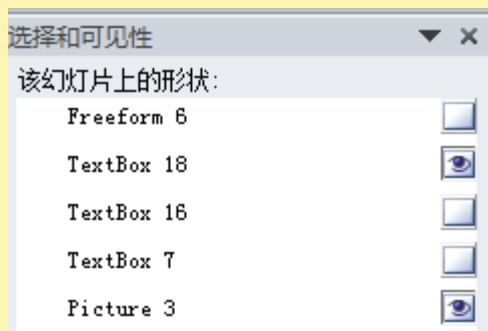 选择和可见性
该幻灯片上的形状:
Freeform 6
TextBox 18
TextBox 16
TextBox 7
Picture 3